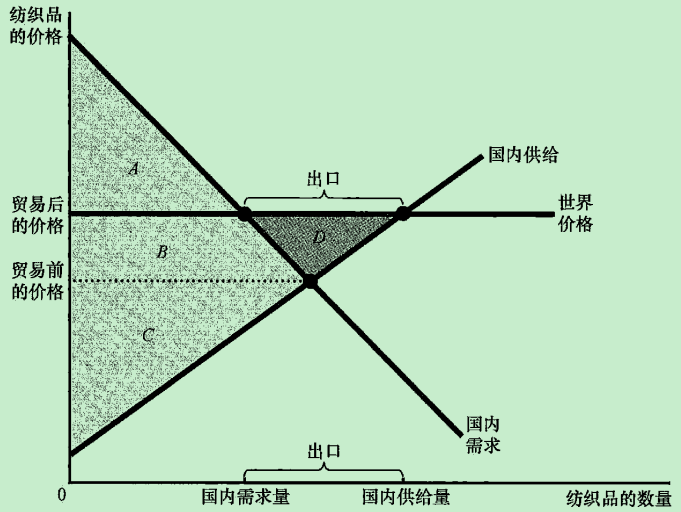 纺织品
的价格
A
国内供给
出口
贸易后
的价格
世界
价格
D
B
贸易前
的价格
C
国内
需求
出口
0
国内需求量
国内供给量
纺织品的数量